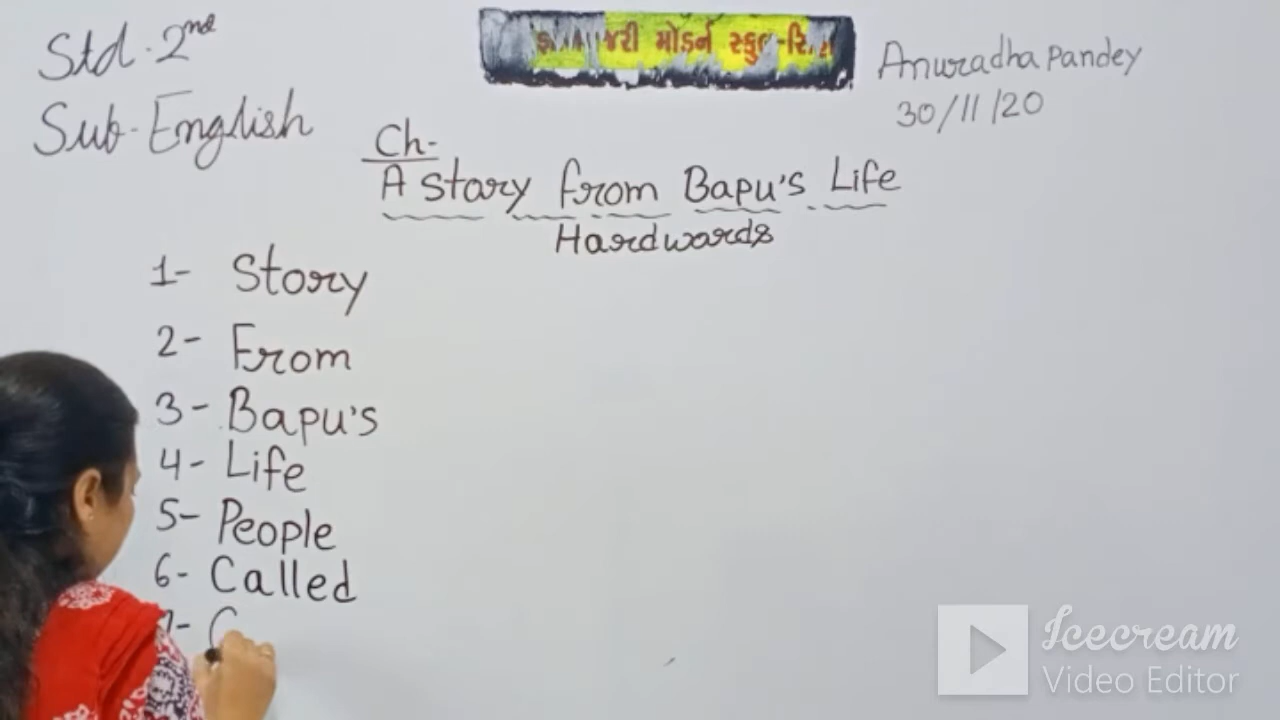 Std. 2nd
Sub- English
મોડર્ન સ્કુલ
Anuradha Pandey
30/11/20
Ch-
A Story From Bapu's Life
Hardwords
1- Story
2- From
3- Bapu's
4- Life
5- People
6- Called
Icecream
Video Editor